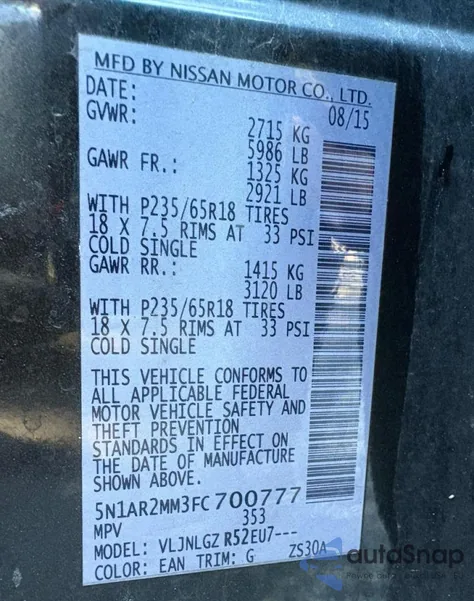 MFD BY NISSAN MOTOR CO., LTD.
DATE: 08/15
GVWR: 2715 KG
5986 LB
GAWR FR.: 1325 KG
2921 LB
WITH P235/65R18 TIRES
18 X 7.5 RIMS AT 33 PSI
COLD SINGLE
GAWR RR.: 1415 KG
3120 LB
WITH P235/65R18 TIRES
18 X 7.5 RIMS AT 33 PSI
COLD SINGLE
THIS VEHICLE CONFORMS TO
ALL APPLICABLE FEDERAL
MOTOR VEHICLE SAFETY AND
THEFT PREVENTION
STANDARDS IN EFFECT ON
THE DATE OF MANUFACTURE
SHOWN ABOVE.
5N1AR2MM3FC700777
MPV 353
MODEL: VLJNLGZ R52EU7---
COLOR: EAN TRIM: G ZS30A
autoSnap